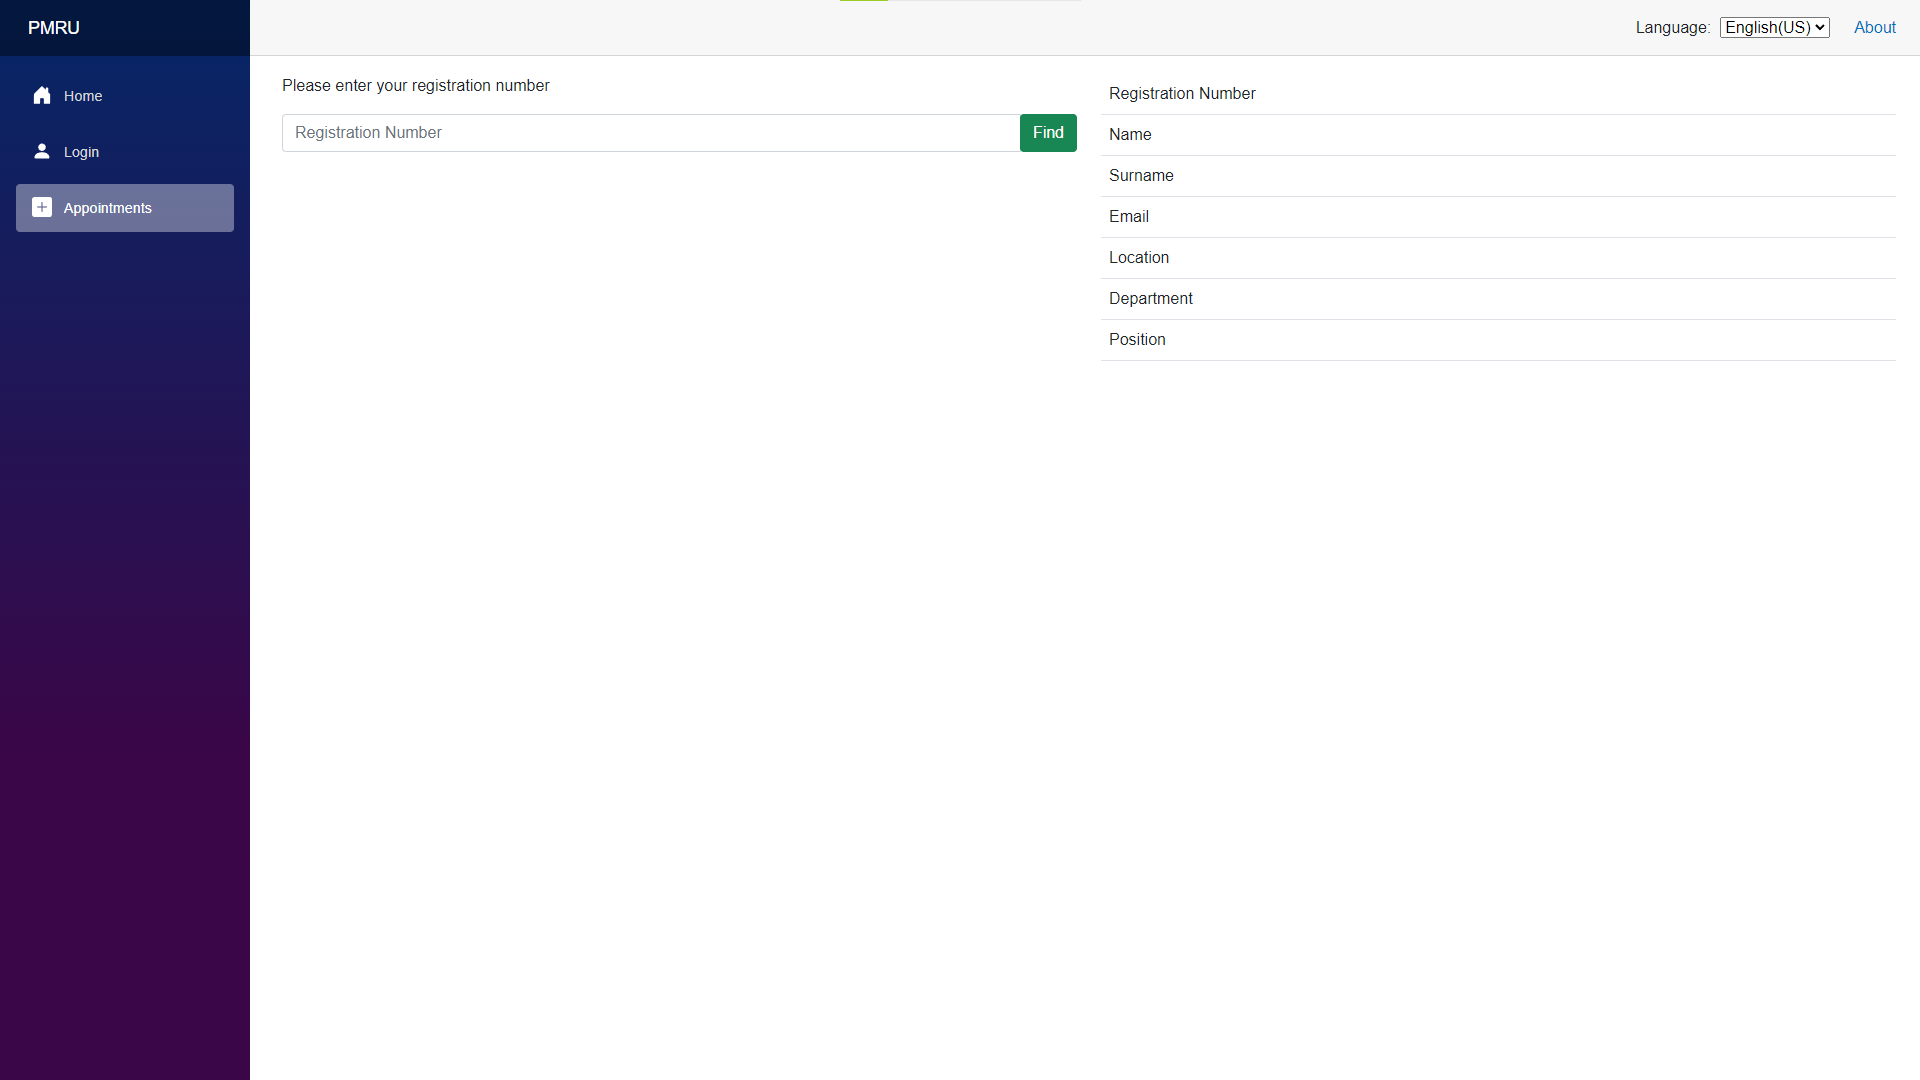 PMRU
Language: English(US) About
Home
Login
Appointments
Please enter your registration number
Registration Number
Find
Registration Number
Name
Surname
Email
Location
Department
Position